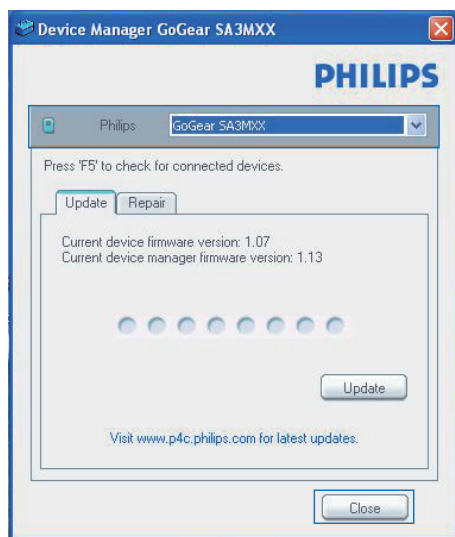 Device Manager GoGear SA3MXX
PHILIPS
Philips GoGear SA3MXX
Press 'F5' to check for connected devices.
Update Repair
Current device firmware version: 1.07
Current device manager firmware version: 1.13
Update
Visit www.p4c.philips.com for latest updates.
Close